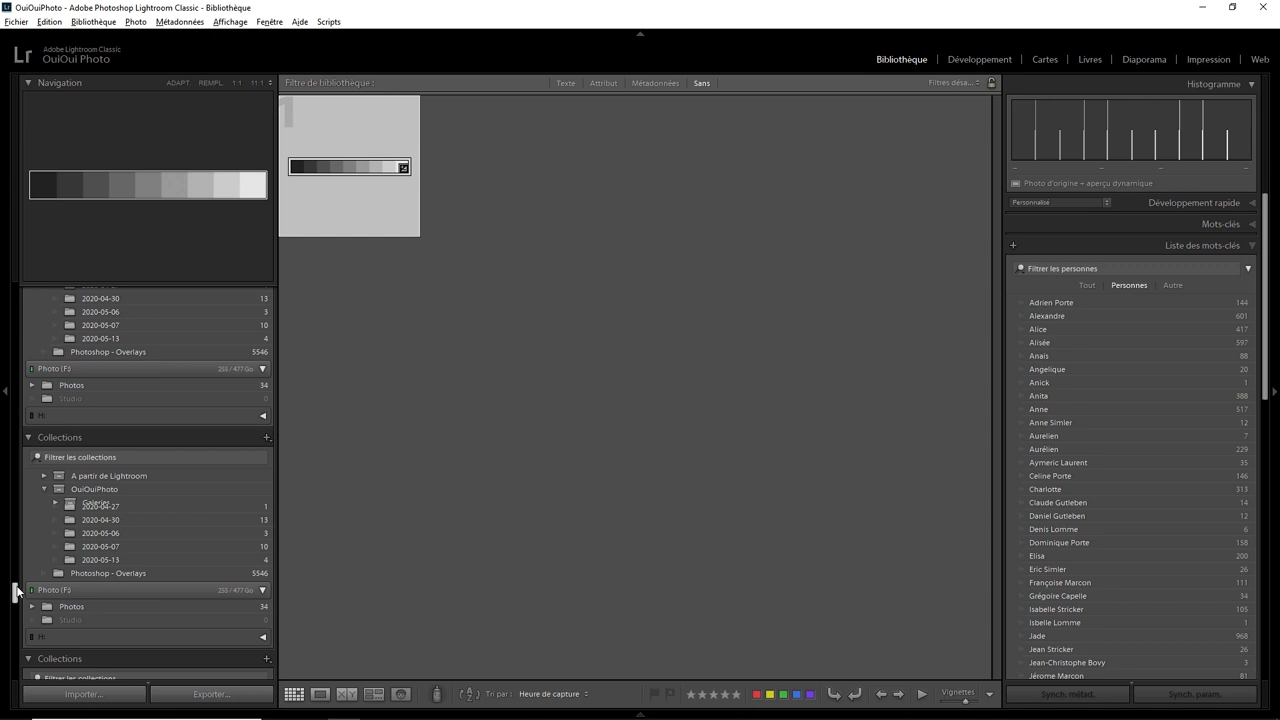 OuiOuiPhoto - Adobe Photoshop Lightroom Classic - Bibliothèque
Fichier Edition Bibliothèque Photo Métadonnées Affichage Fenêtre Aide Scripts
Lr
Adobe Lightroom Classic
OuiOui Photo
Bibliothèque | Développement | Cartes | Livres | Diaporama | Impression | Web
Navigation ADAPT. REMPL. 1:1 11:1
2020-04-30 13
2020-05-06 3
2020-05-07 10
2020-05-13 4
Photoshop - Overlays 5546
Photo (F:) 255 / 477 Go
Photos 34
Studio 0
H:
Collections
Filtrer les collections
A partir de Lightroom
OuiOuiPhoto
Galeries
2020-04-27 1
2020-04-30 13
2020-05-06 3
2020-05-07 10
2020-05-13 4
Photoshop - Overlays 5546
Photo (F:) 255 / 477 Go
Photos 34
Studio 0
H:
Collections
Filtrer les collections
Importer... Exporter...
Filtre de bibliothèque : Texte Attribut Métadonnées Sans Filtres désa...
1
Tri par : Heure de capture Vignettes
Histogramme
Photo d'origine + aperçu dynamique
Personnalisé Développement rapide
Mots-clés
Liste des mots-clés
Filtrer les personnes
Tout Personnes Autre
Adrien Porte 144
Alexandre 601
Alice 417
Alisée 597
Anais 88
Angelique 20
Anick 1
Anita 388
Anne 517
Anne Simler 12
Aurelien 7
Aurélien 229
Aymeric Laurent 35
Celine Porte 146
Charlotte 313
Claude Gutleben 14
Daniel Gutleben 12
Denis Lomme 6
Dominique Porte 158
Elisa 200
Eric Simler 26
Françoise Marcon 111
Grégoire Capelle 34
Isabelle Stricker 105
Isbelle Lomme 1
Jade 968
Jean Stricker 26
Jean-Christophe Bovy 3
Jérome Marcon 81
Synch. métad. Synch. param.